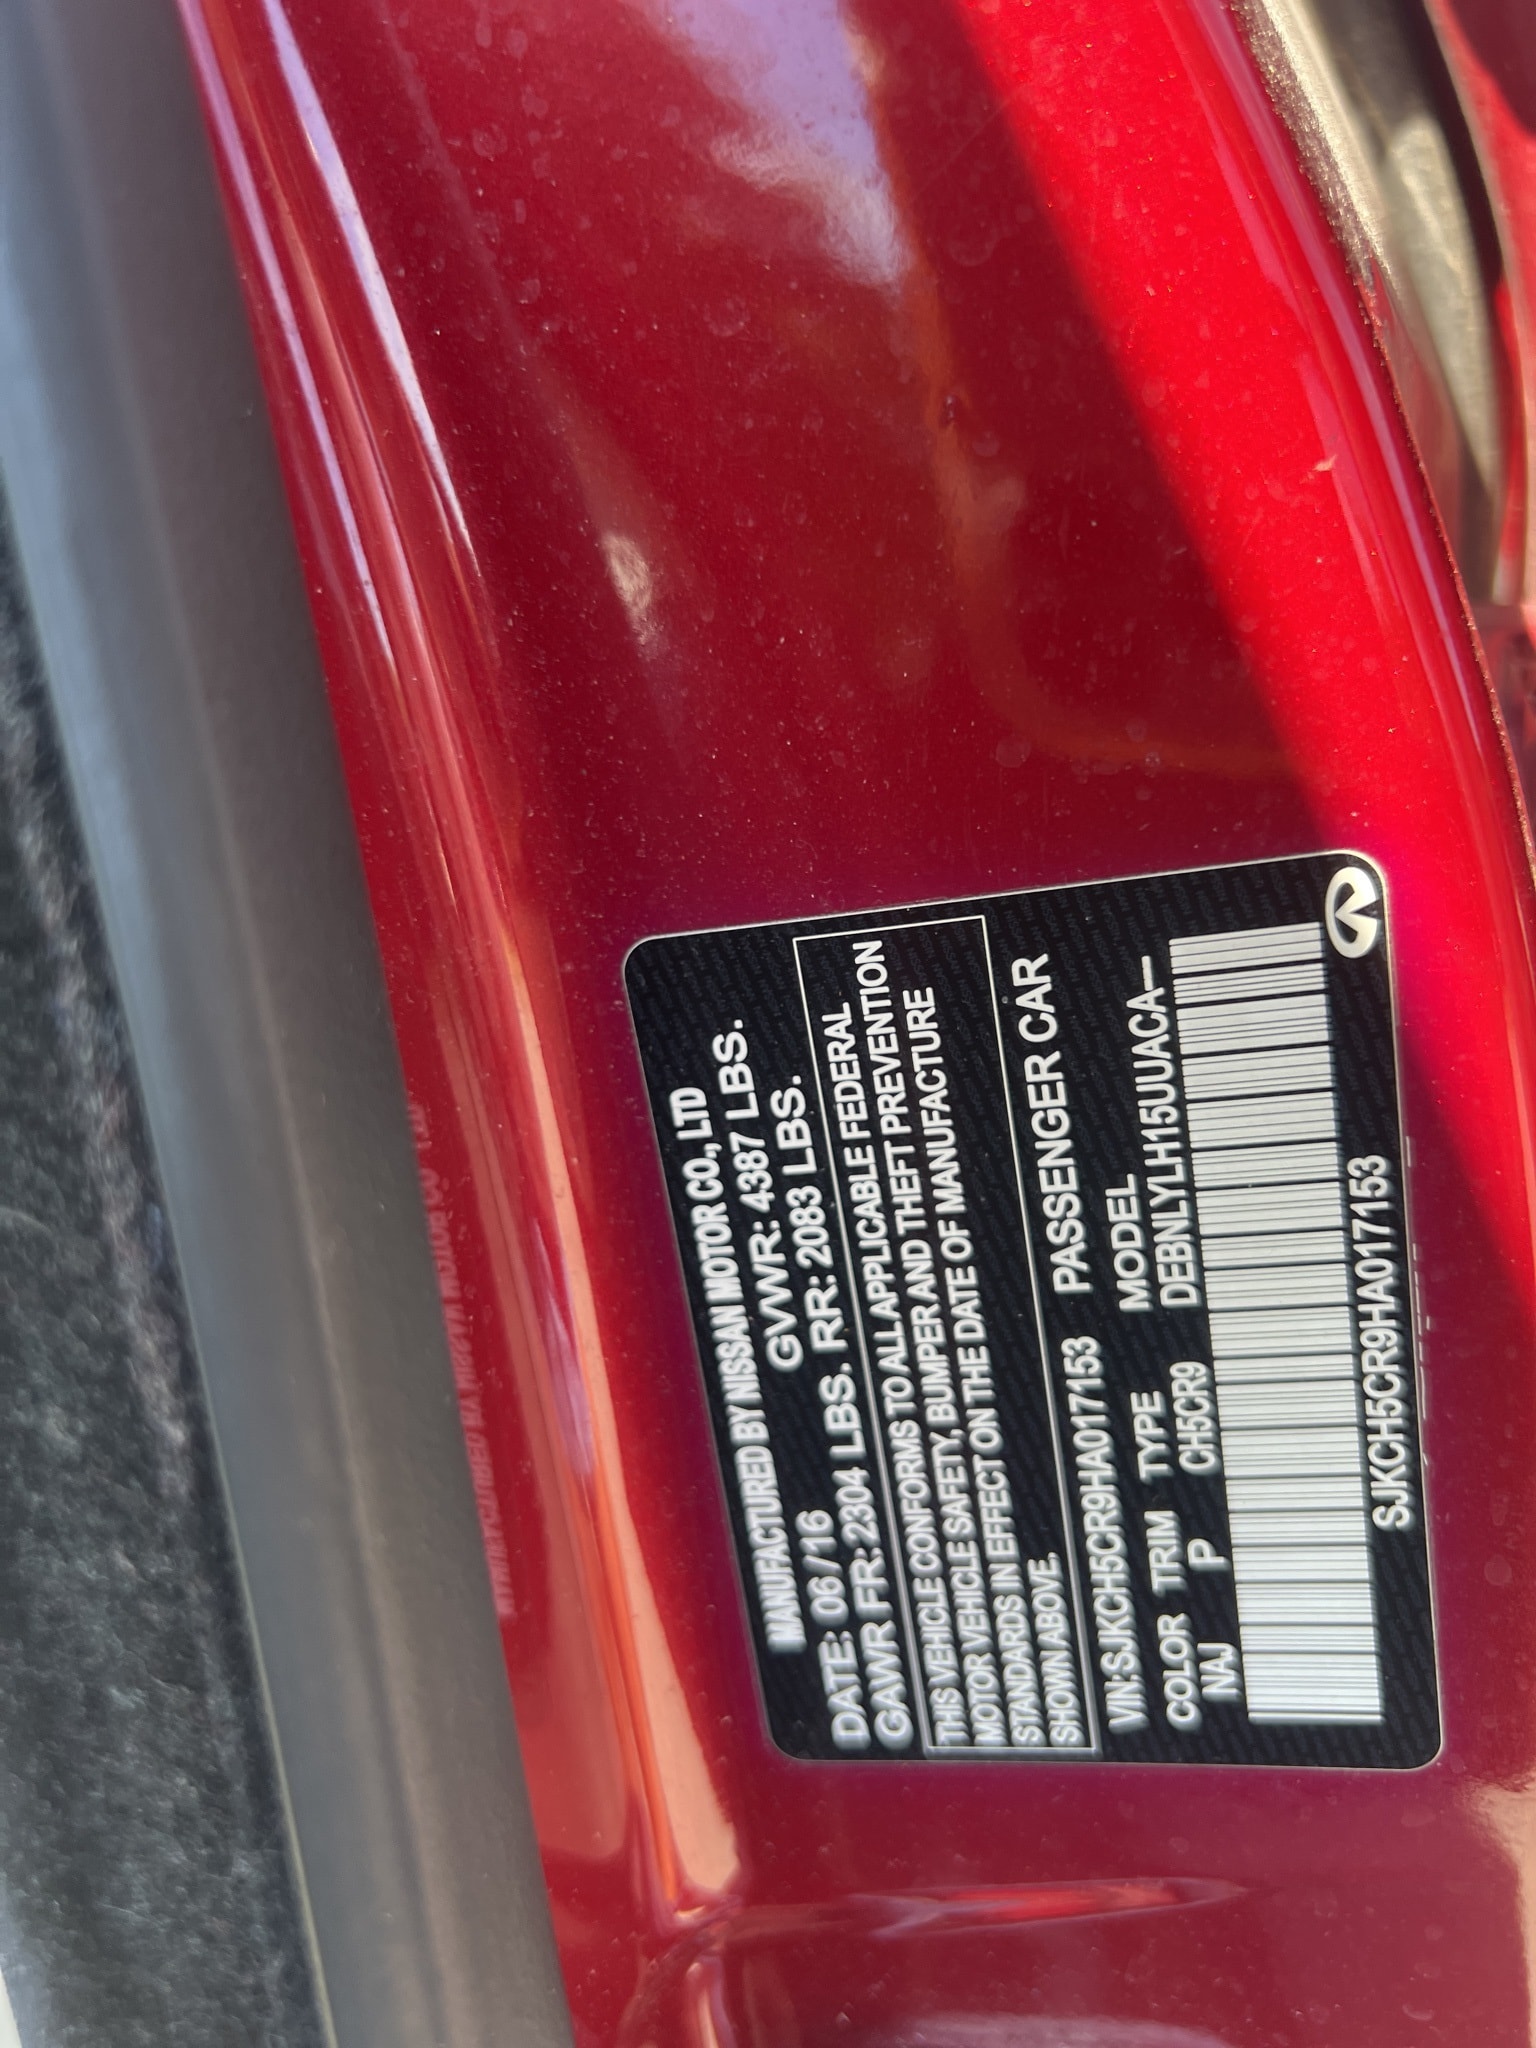 MANUFACTURED BY NISSAN MOTOR CO., LTD
DATE: 06 / 16 GVWR: 4387 LBS.
GAWR FR: 2304 LBS. RR: 2083 LBS.
THIS VEHICLE CONFORMS TO ALL APPLICABLE FEDERAL
MOTOR VEHICLE SAFETY, BUMPER AND THEFT PREVENTION
STANDARDS IN EFFECT ON THE DATE OF MANUFACTURE
SHOWN ABOVE.
VIN: SJKCH5CR9HA017153 PASSENGER CAR
COLOR TRIM TYPE MODEL
NAJ P CH5CR9 DEBNLYLH15UUACA—
SJKCH5CR9HA017153